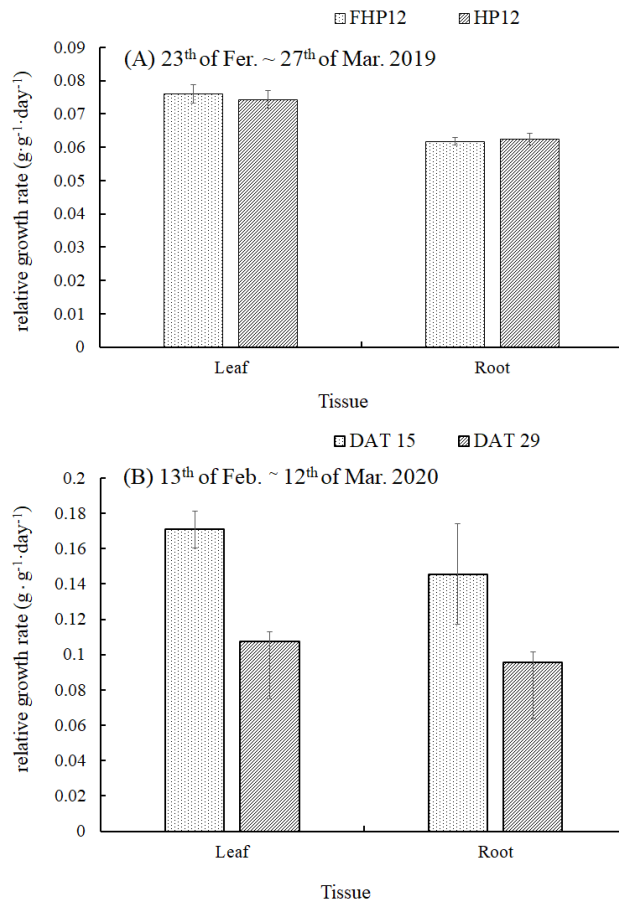 FHP12 HP12
(A) 23th of Fer. ~ 27th of Mar. 2019
relative growth rate (g·g-1·day-1)
0.09
0.08
0.07
0.06
0.05
0.04
0.03
0.02
0.01
0
Leaf Root
Tissue
DAT 15 DAT 29
(B) 13th of Feb. ~ 12th of Mar. 2020
relative growth rate (g·g-1·day-1)
0.2
0.18
0.16
0.14
0.12
0.1
0.08
0.06
0.04
0.02
0
Leaf Root
Tissue